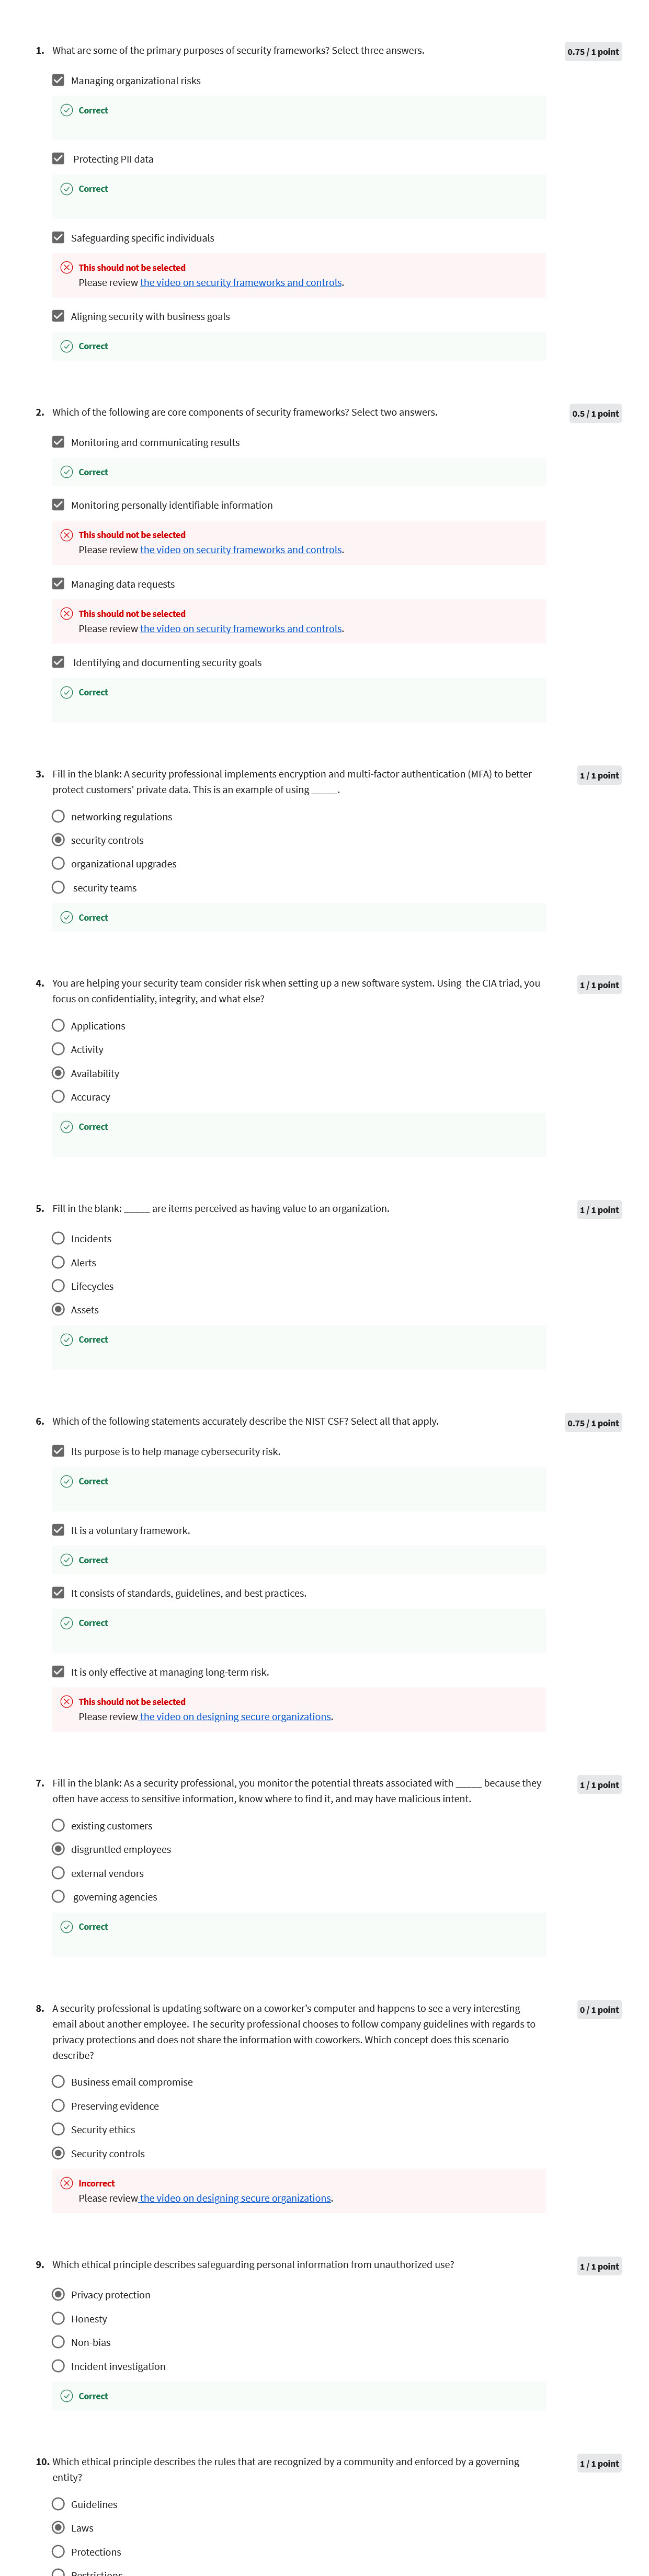 1. What are some of the primary purposes of security frameworks? Select three answers.
0.75 / 1 point
Managing organizational risks
Correct
Protecting PII data
Correct
Safeguarding specific individuals
This should not be selected
Please review the video on security frameworks and controls.
Aligning security with business goals
Correct
2. Which of the following are core components of security frameworks? Select two answers.
0.5 / 1 point
Monitoring and communicating results
Correct
Monitoring personally identifiable information
This should not be selected
Please review the video on security frameworks and controls.
Managing data requests
This should not be selected
Please review the video on security frameworks and controls.
Identifying and documenting security goals
Correct
3. Fill in the blank: A security professional implements encryption and multi-factor authentication (MFA) to better
protect customers' private data. This is an example of using _____.
1 / 1 point
networking regulations
security controls
organizational upgrades
security teams
Correct
4. You are helping your security team consider risk when setting up a new software system. Using the CIA triad, you
focus on confidentiality, integrity, and what else?
1 / 1 point
Applications
Activity
Availability
Accuracy
Correct
5. Fill in the blank: _____ are items perceived as having value to an organization.
1 / 1 point
Incidents
Alerts
Lifecycles
Assets
Correct
6. Which of the following statements accurately describe the NIST CSF? Select all that apply.
0.75 / 1 point
Its purpose is to help manage cybersecurity risk.
Correct
It is a voluntary framework.
Correct
It consists of standards, guidelines, and best practices.
Correct
It is only effective at managing long-term risk.
This should not be selected
Please review the video on designing secure organizations.
7. Fill in the blank: As a security professional, you monitor the potential threats associated with _____ because they
often have access to sensitive information, know where to find it, and may have malicious intent.
1 / 1 point
existing customers
disgruntled employees
external vendors
governing agencies
Correct
8. A security professional is updating software on a coworker's computer and happens to see a very interesting
email about another employee. The security professional chooses to follow company guidelines with regards to
privacy protections and does not share the information with coworkers. Which concept does this scenario
describe?
0 / 1 point
Business email compromise
Preserving evidence
Security ethics
Security controls
Incorrect
Please review the video on designing secure organizations.
9. Which ethical principle describes safeguarding personal information from unauthorized use?
1 / 1 point
Privacy protection
Honesty
Non-bias
Incident investigation
Correct
10. Which ethical principle describes the rules that are recognized by a community and enforced by a governing
entity?
1 / 1 point
Guidelines
Laws
Protections